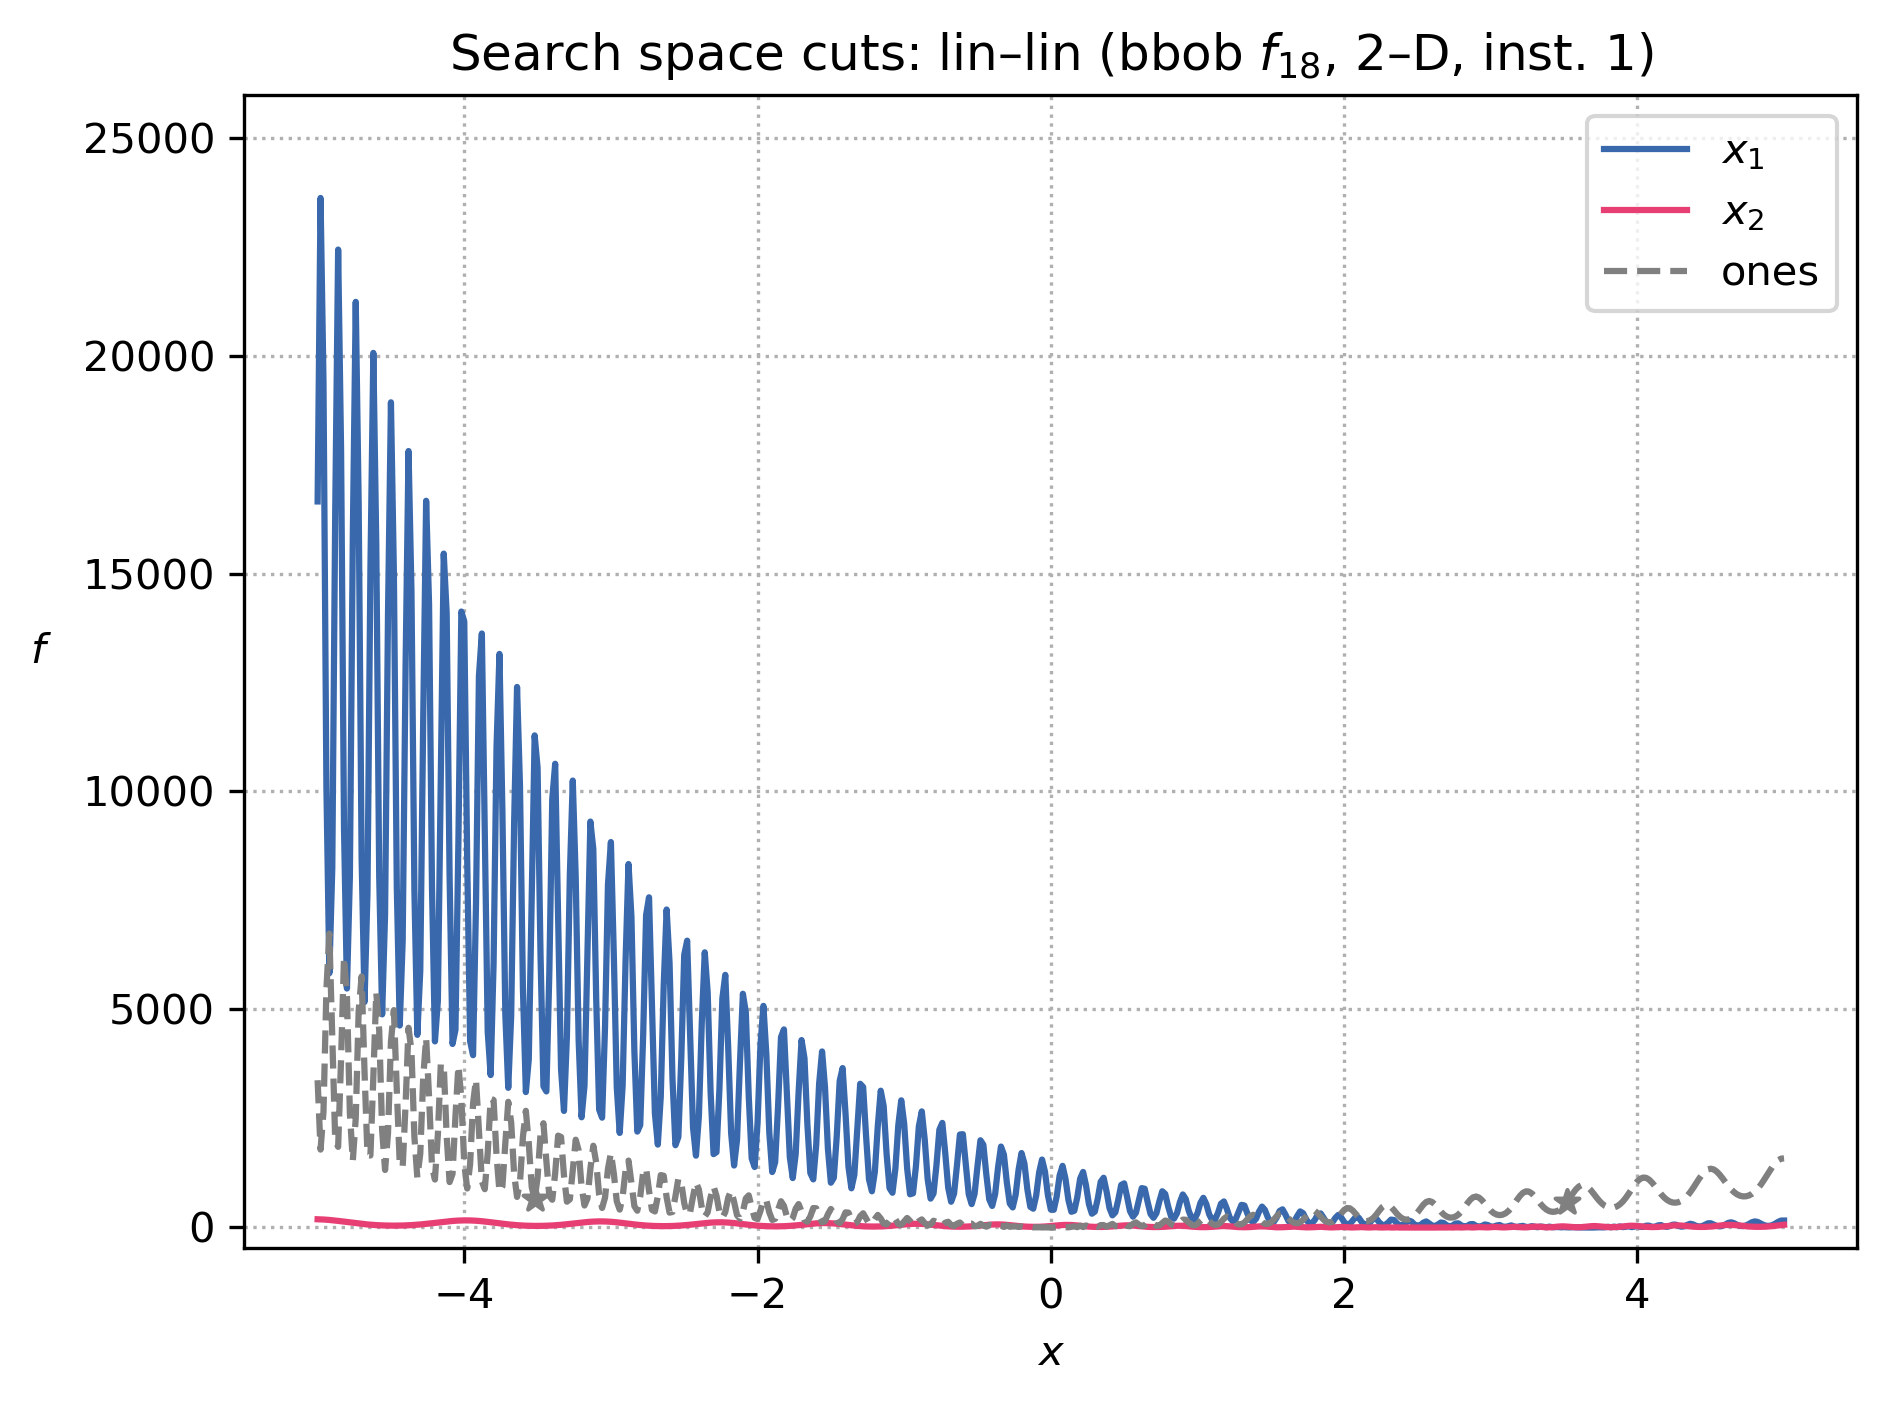 Search space cuts: lin–lin (bbob f18, 2–D, inst. 1)
25000
20000
15000
10000
5000
0
f
x1
x2
ones
−4
−2
0
2
4
x